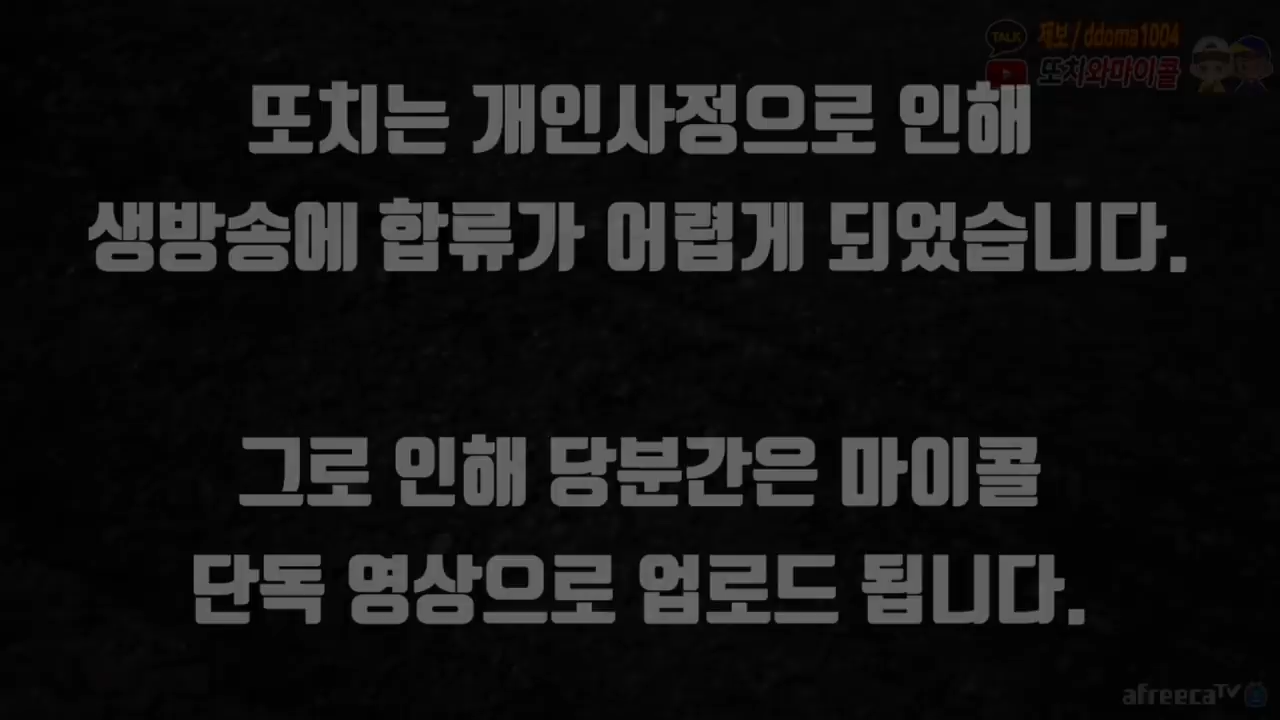 TALK 제보 / ddoma1004
또치와마이콜
또치는 개인사정으로 인해
생방송에 합류가 어렵게 되었습니다.
그로 인해 당분간은 마이콜
단독 영상으로 업로드 됩니다.
afreecaTV